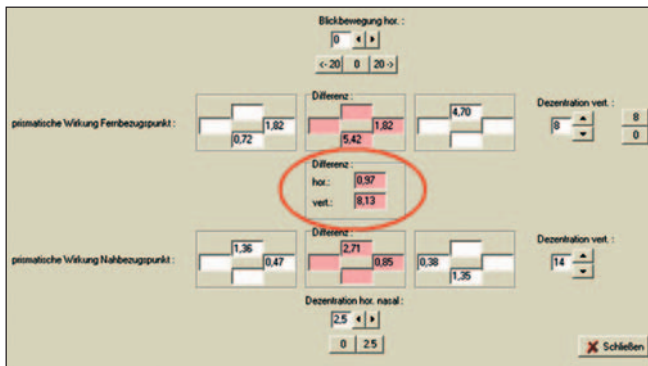 Blickbewegung hor. :
0
<- 20 0 20 ->
Differenz : Dezentration vert. :
4,70
prismatische Wirkung Fernbezugspunkt : 1,82 1,82 8 8
0,72 5,42 0
Differenz :
hor.: 0,97
vert.: 8,13
Differenz : Dezentration vert. :
1,36 2,71
prismatische Wirkung Nahbezugspunkt : 0,47 0,85 0,38 14
1,35
Dezentration hor. nasal :
2,5
0 2.5
Schließen